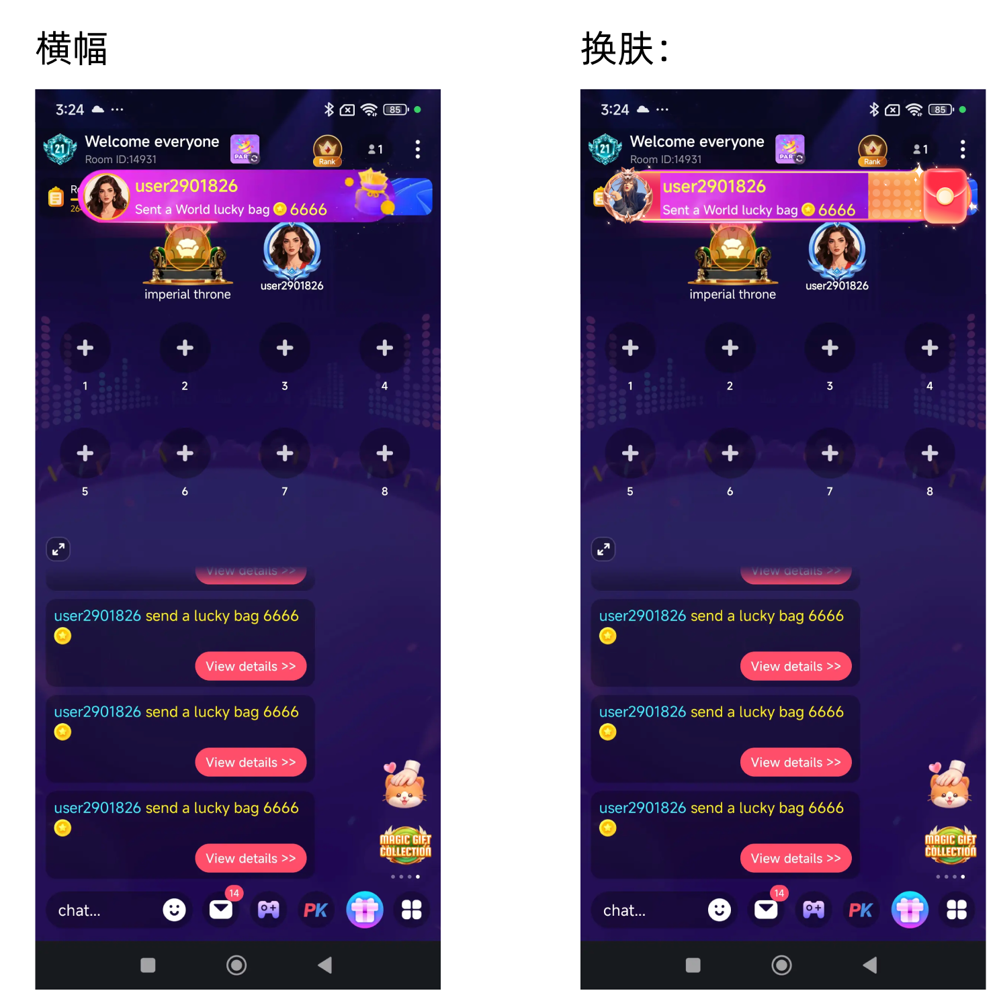 横幅
3:24
85
21
Welcome everyone
Room ID:14931
PART
Rank
1
user2901826
Sent a World lucky bag 6666
imperial throne
user2901826
1
2
3
4
5
6
7
8
View details >>
user2901826 send a lucky bag 6666
View details >>
user2901826 send a lucky bag 6666
View details >>
user2901826 send a lucky bag 6666
View details >>
MAGIC GIFT
COLLECTION
chat...
14
PK
换肤：
3:24
85
21
Welcome everyone
Room ID:14931
PART
Rank
1
user2901826
Sent a World lucky bag 6666
imperial throne
user2901826
1
2
3
4
5
6
7
8
View details >>
user2901826 send a lucky bag 6666
View details >>
user2901826 send a lucky bag 6666
View details >>
user2901826 send a lucky bag 6666
View details >>
MAGIC GIFT
COLLECTION
chat...
14
PK